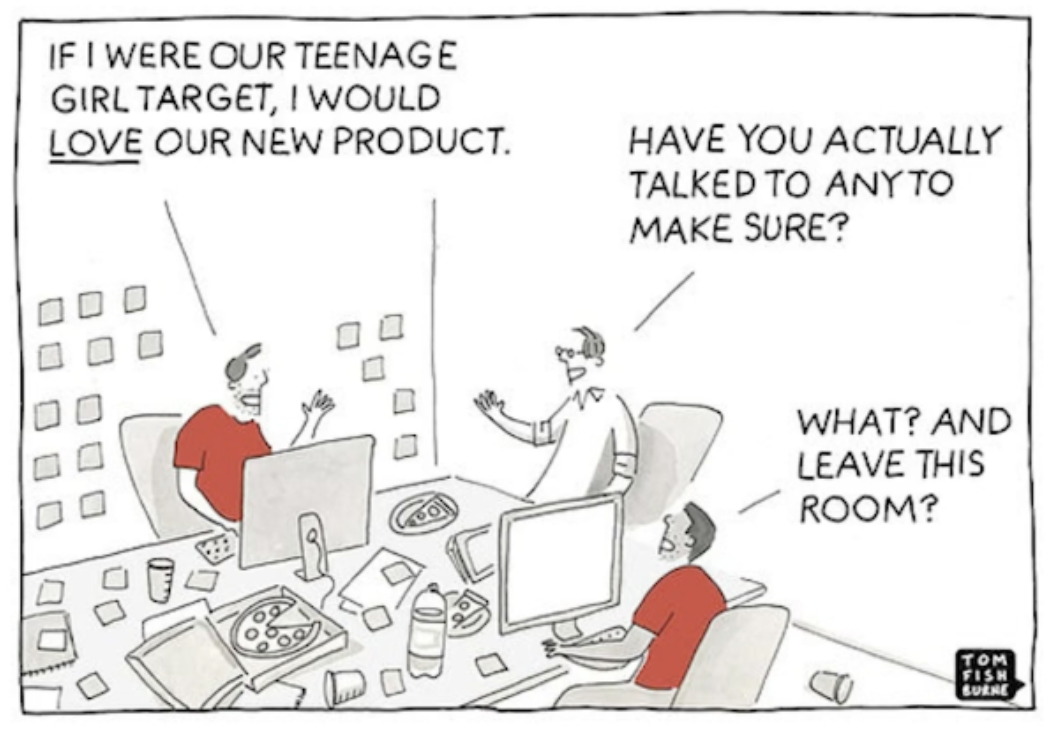 IF I WERE OUR TEENAGE
GIRL TARGET, I WOULD
LOVE OUR NEW PRODUCT.
HAVE YOU ACTUALLY
TALKED TO ANY TO
MAKE SURE?
WHAT? AND
LEAVE THIS
ROOM?
TOM
FISH
BURNE